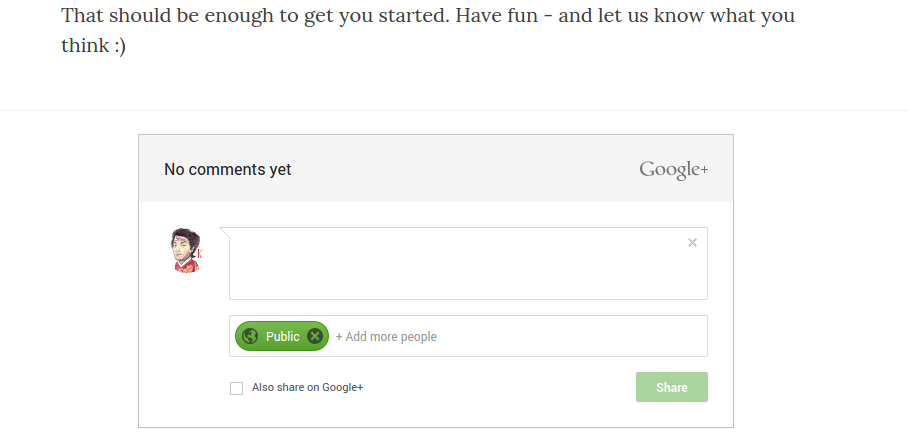 That should be enough to get you started. Have fun - and let us know what you
think :)
No comments yet
Google+
Public
+ Add more people
Also share on Google+
Share